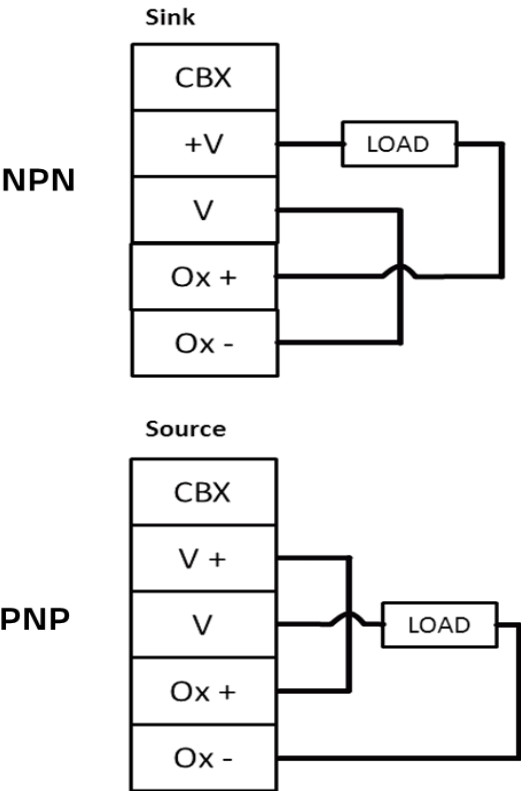 Sink
CBX
+V
LOAD
NPN
V
Ox +
Ox -
Source
CBX
V +
PNP
V
LOAD
Ox +
Ox -